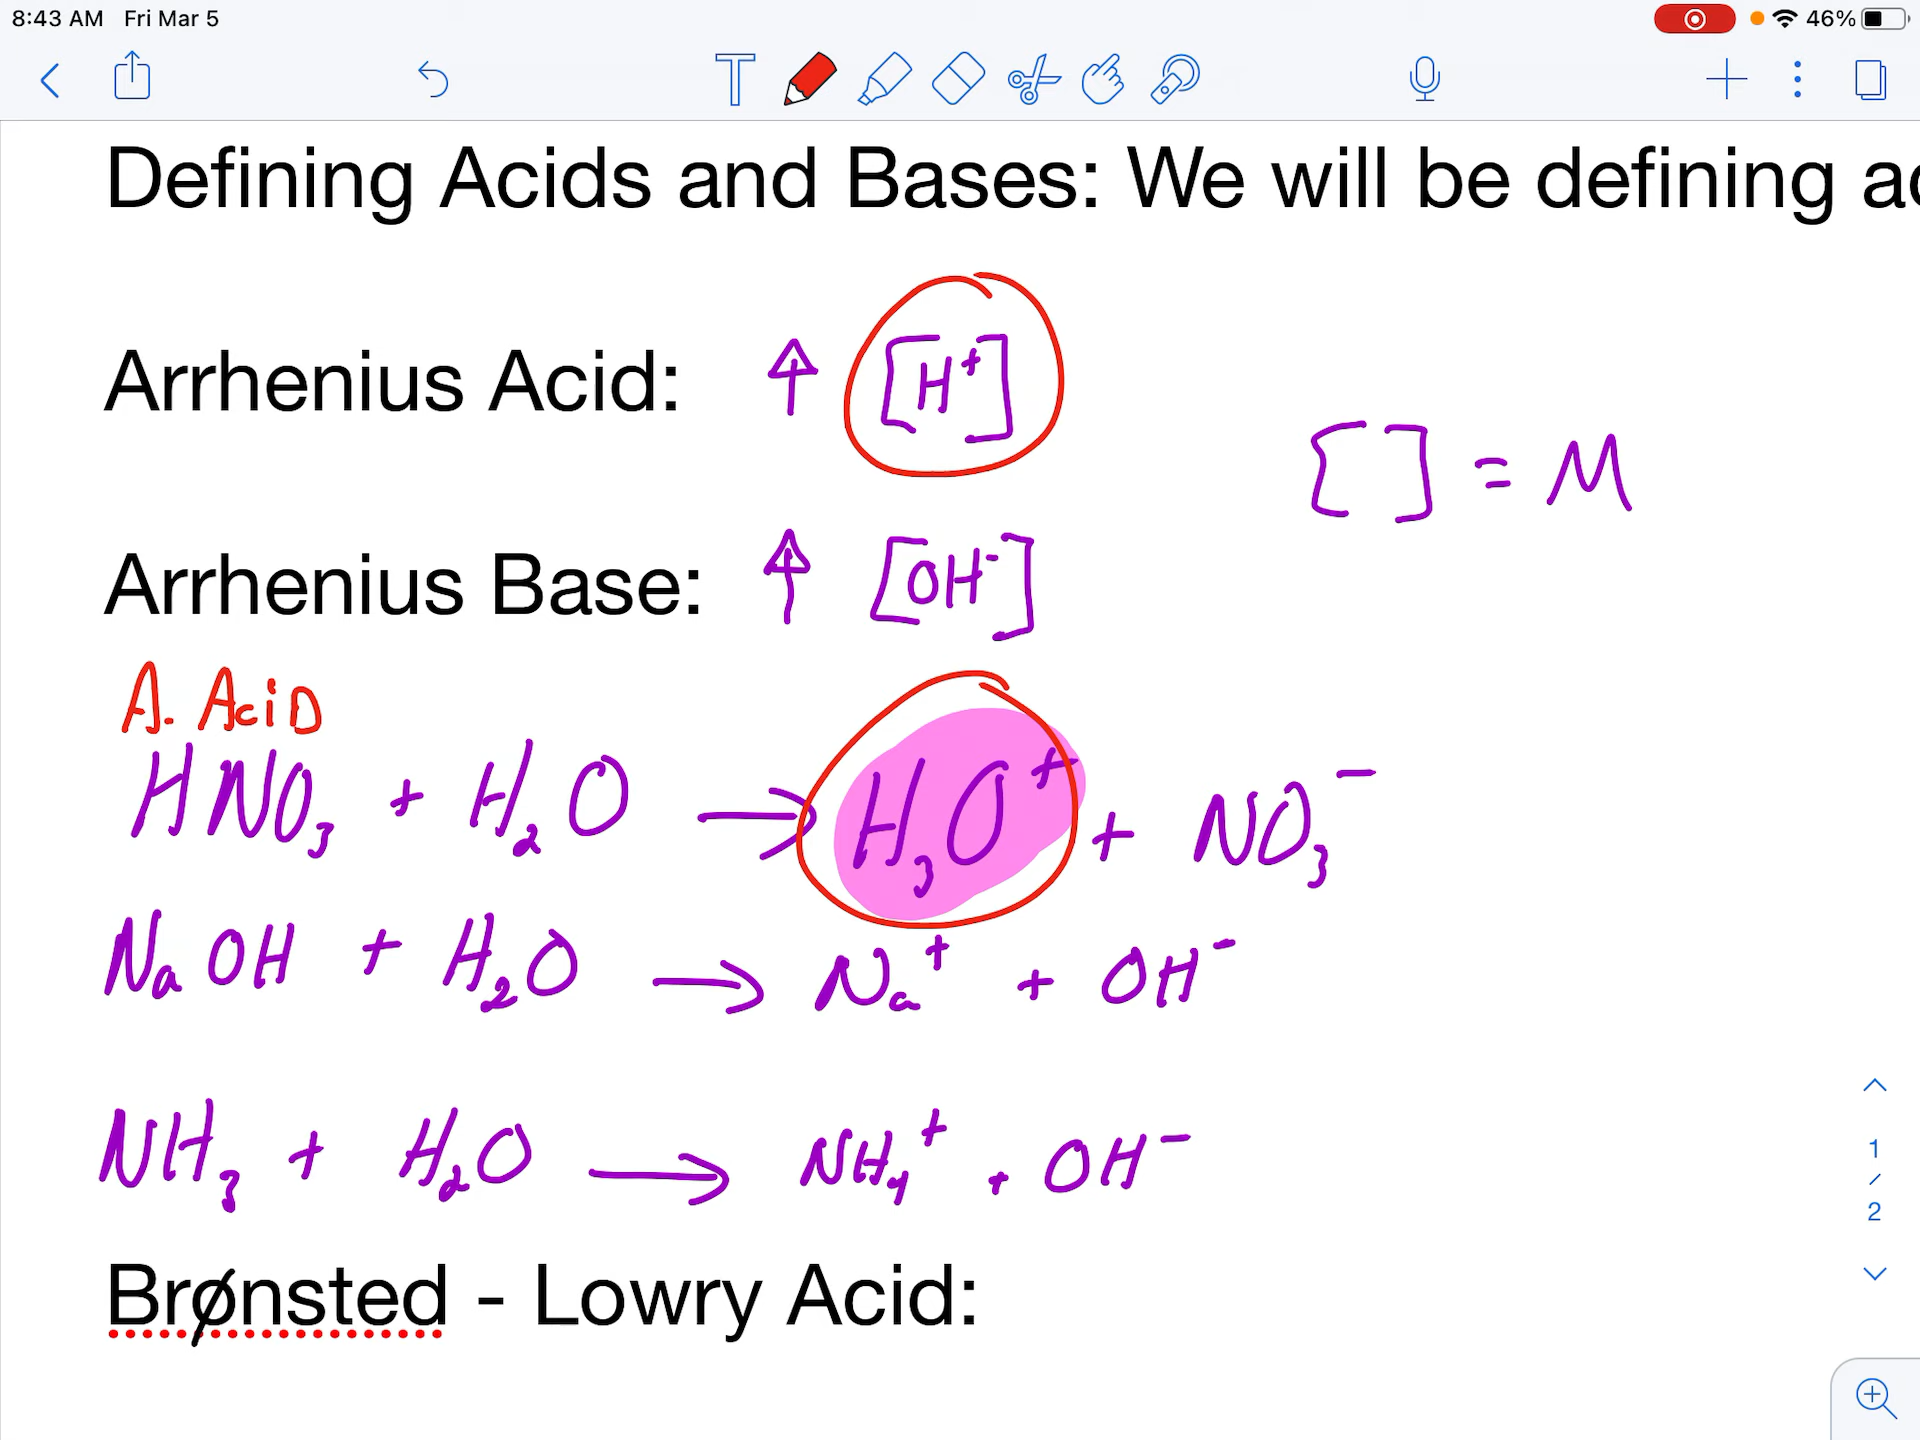 8:43 AM Fri Mar 5 46%
T
Defining Acids and Bases: We will be defining ac
Arrhenius Acid: ↑ [H⁺]
[ ] = M
Arrhenius Base: ↑ [OH⁻]
A. Acid
HNO₃ + H₂O → H₃O⁺ + NO₃⁻
NaOH + H₂O → Na⁺ + OH⁻
NH₃ + H₂O → NH₄⁺ + OH⁻
Brønsted - Lowry Acid:
1
/
2